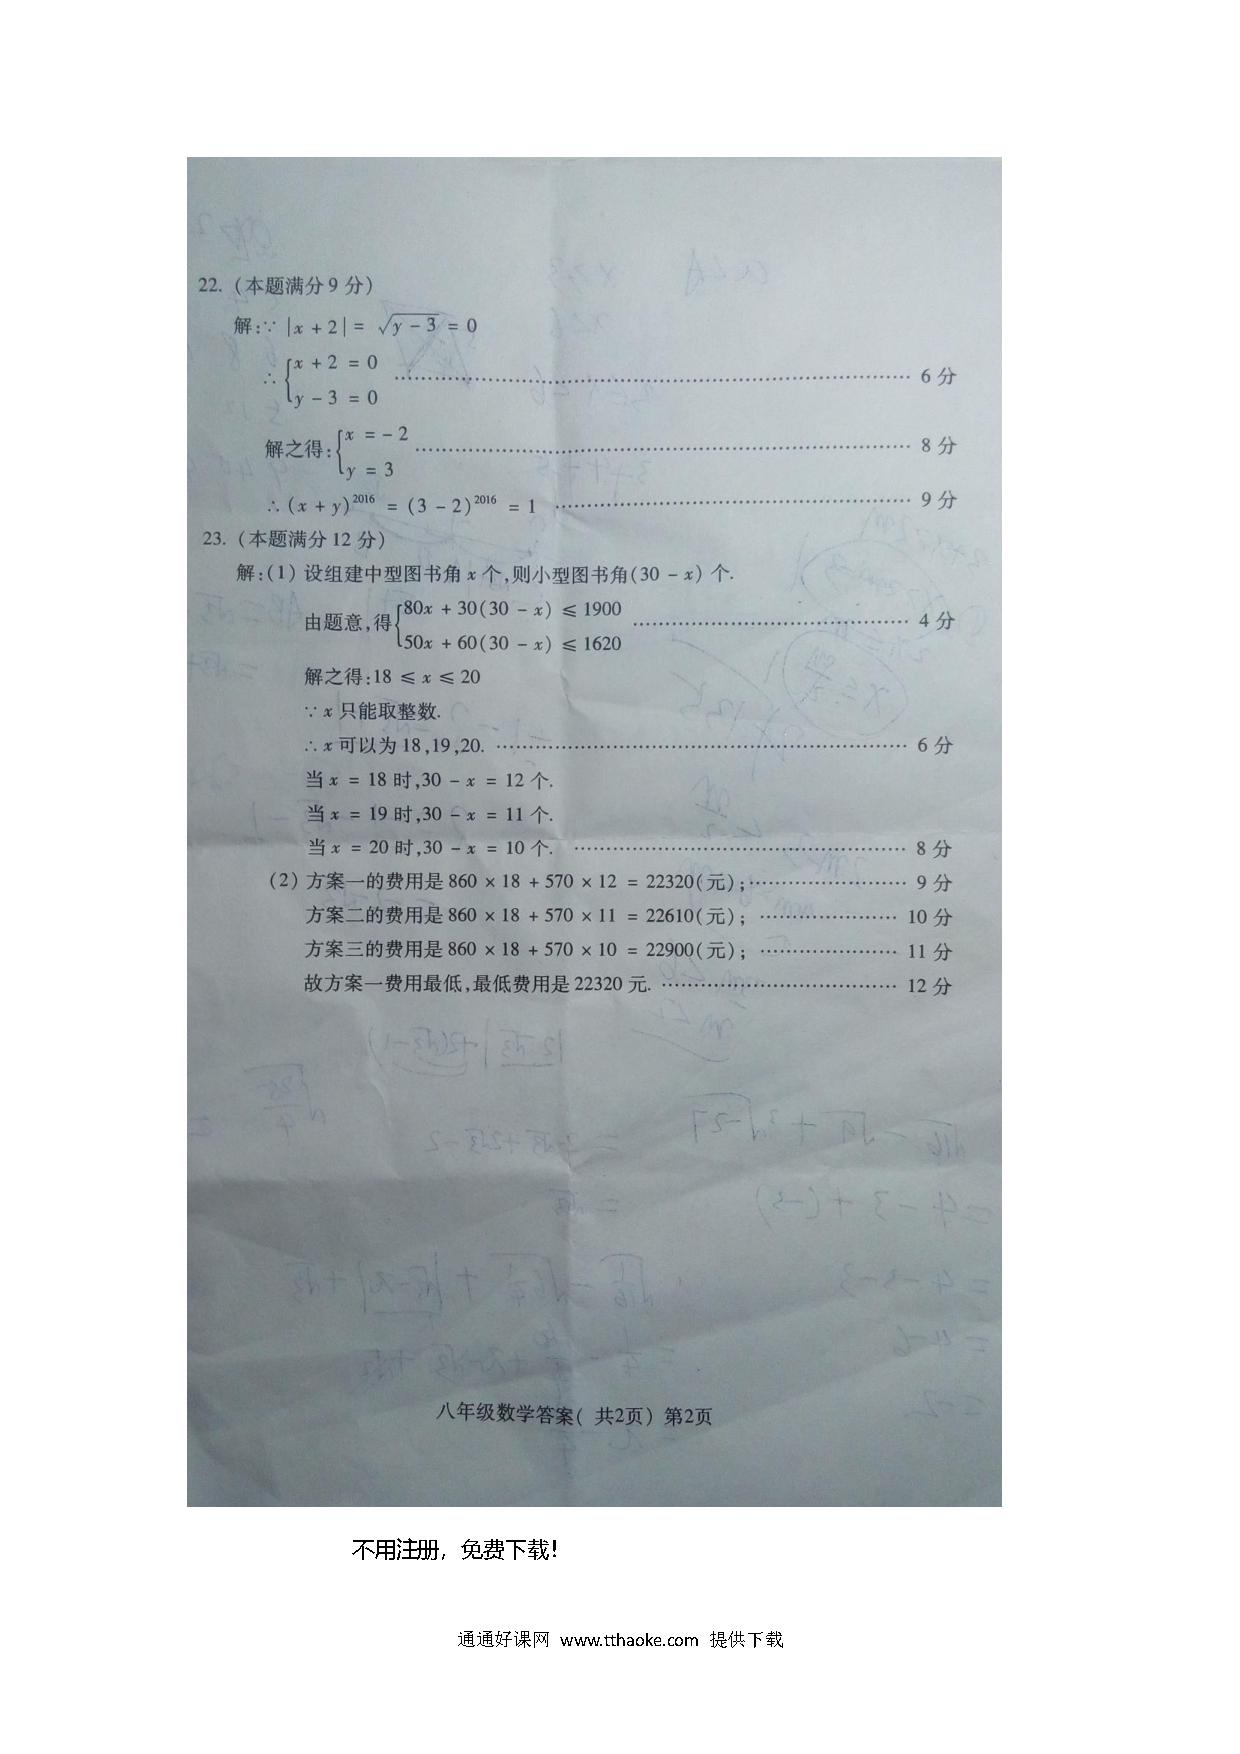 22. (本题满分9分)
解:∵ |x + 2| = √(y - 3) = 0
∴ {x + 2 = 0
y - 3 = 0 …… 6分
解之得: {x = - 2
y = 3 …… 8分
∴ (x + y)^2016 = (3 - 2)^2016 = 1 …… 9分
23. (本题满分12分)
解:(1) 设组建中型图书角 x 个,则小型图书角(30 - x) 个.
由题意,得 {80x + 30(30 - x) ≤ 1900
50x + 60(30 - x) ≤ 1620 …… 4分
解之得:18 ≤ x ≤ 20
∵ x 只能取整数.
∴ x 可以为 18,19,20. …… 6分
当 x = 18 时,30 - x = 12 个.
当 x = 19 时,30 - x = 11 个.
当 x = 20 时,30 - x = 10 个. …… 8分
(2) 方案一的费用是 860 × 18 + 570 × 12 = 22320(元); …… 9分
方案二的费用是 860 × 18 + 570 × 11 = 22610(元); …… 10分
方案三的费用是 860 × 18 + 570 × 10 = 22900(元); …… 11分
故方案一费用最低,最低费用是 22320 元. …… 12分
八年级数学答案( 共2页) 第2页
不用注册，免费下载!
通通好课网 www.tthaoke.com 提供下载